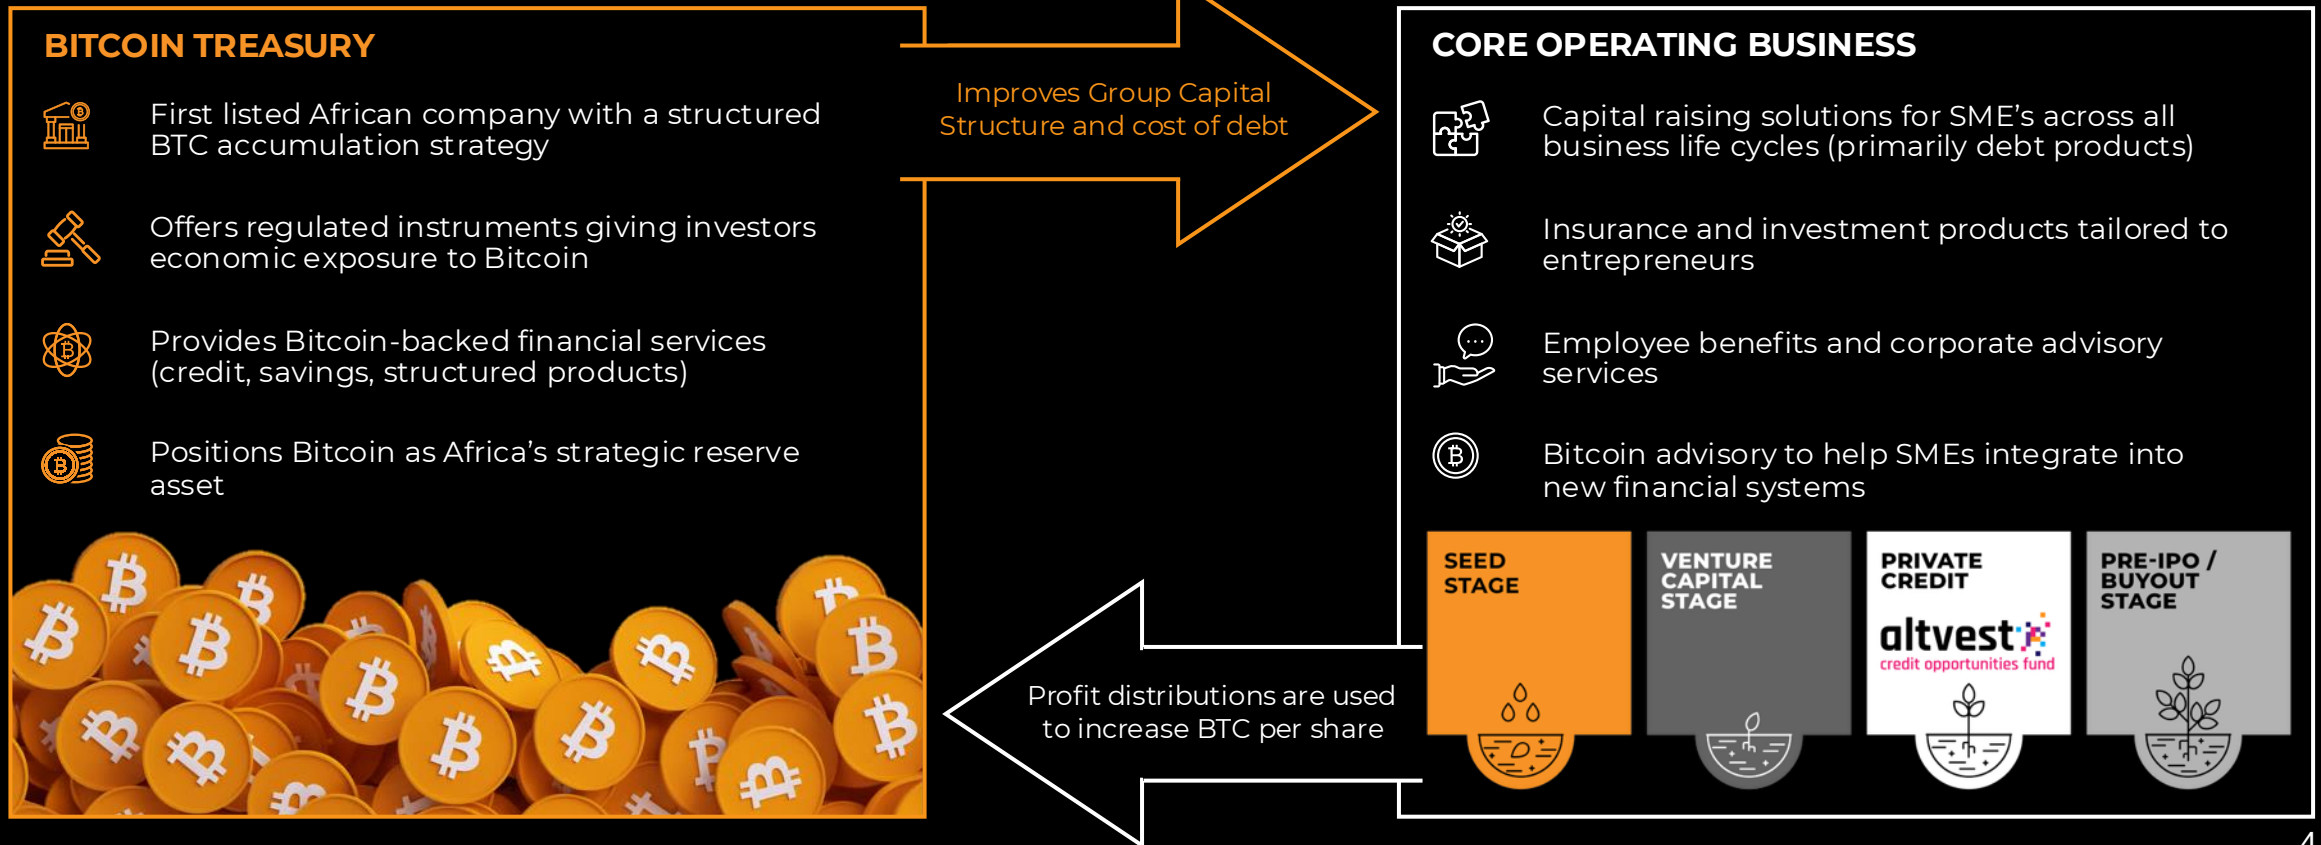 BITCOIN TREASURY
First listed African company with a structured
BTC accumulation strategy
Offers regulated instruments giving investors
economic exposure to Bitcoin
Provides Bitcoin-backed financial services
(credit, savings, structured products)
Positions Bitcoin as Africa’s strategic reserve
asset
Improves Group Capital
Structure and cost of debt
Profit distributions are used
to increase BTC per share
CORE OPERATING BUSINESS
Capital raising solutions for SME’s across all
business life cycles (primarily debt products)
Insurance and investment products tailored to
entrepreneurs
Employee benefits and corporate advisory
services
Bitcoin advisory to help SMEs integrate into
new financial systems
SEED
STAGE
VENTURE
CAPITAL
STAGE
PRIVATE
CREDIT
altvest
credit opportunities fund
PRE-IPO /
BUYOUT
STAGE
4